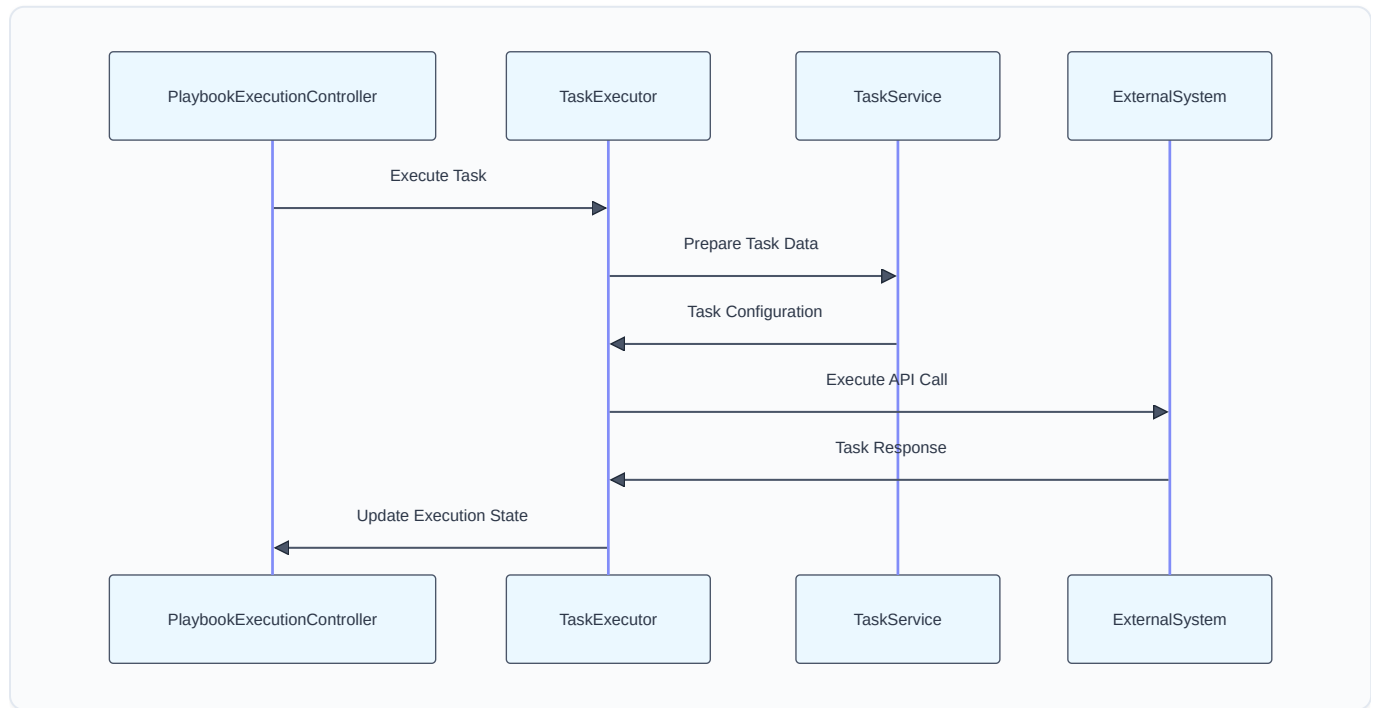 PlaybookExecutionController
TaskExecutor
TaskService
ExternalSystem
Execute Task
Prepare Task Data
Task Configuration
Execute API Call
Task Response
Update Execution State
PlaybookExecutionController
TaskExecutor
TaskService
ExternalSystem